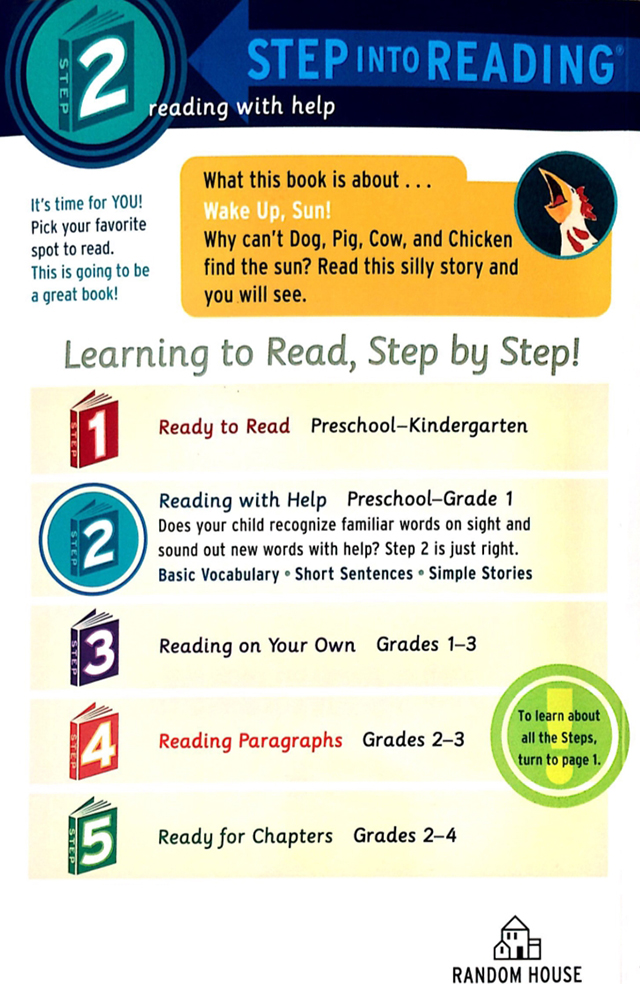 STEP 2
STEP INTO READING®
reading with help
It's time for YOU!
Pick your favorite
spot to read.
This is going to be
a great book!
What this book is about . . .
Wake Up, Sun!
Why can't Dog, Pig, Cow, and Chicken
find the sun? Read this silly story and
you will see.
Learning to Read, Step by Step!
STEP 1
Ready to Read Preschool–Kindergarten
STEP 2
Reading with Help Preschool–Grade 1
Does your child recognize familiar words on sight and
sound out new words with help? Step 2 is just right.
Basic Vocabulary • Short Sentences • Simple Stories
STEP 3
Reading on Your Own Grades 1–3
STEP 4
Reading Paragraphs Grades 2–3
!
To learn about
all the Steps,
turn to page 1.
STEP 5
Ready for Chapters Grades 2–4
RANDOM HOUSE